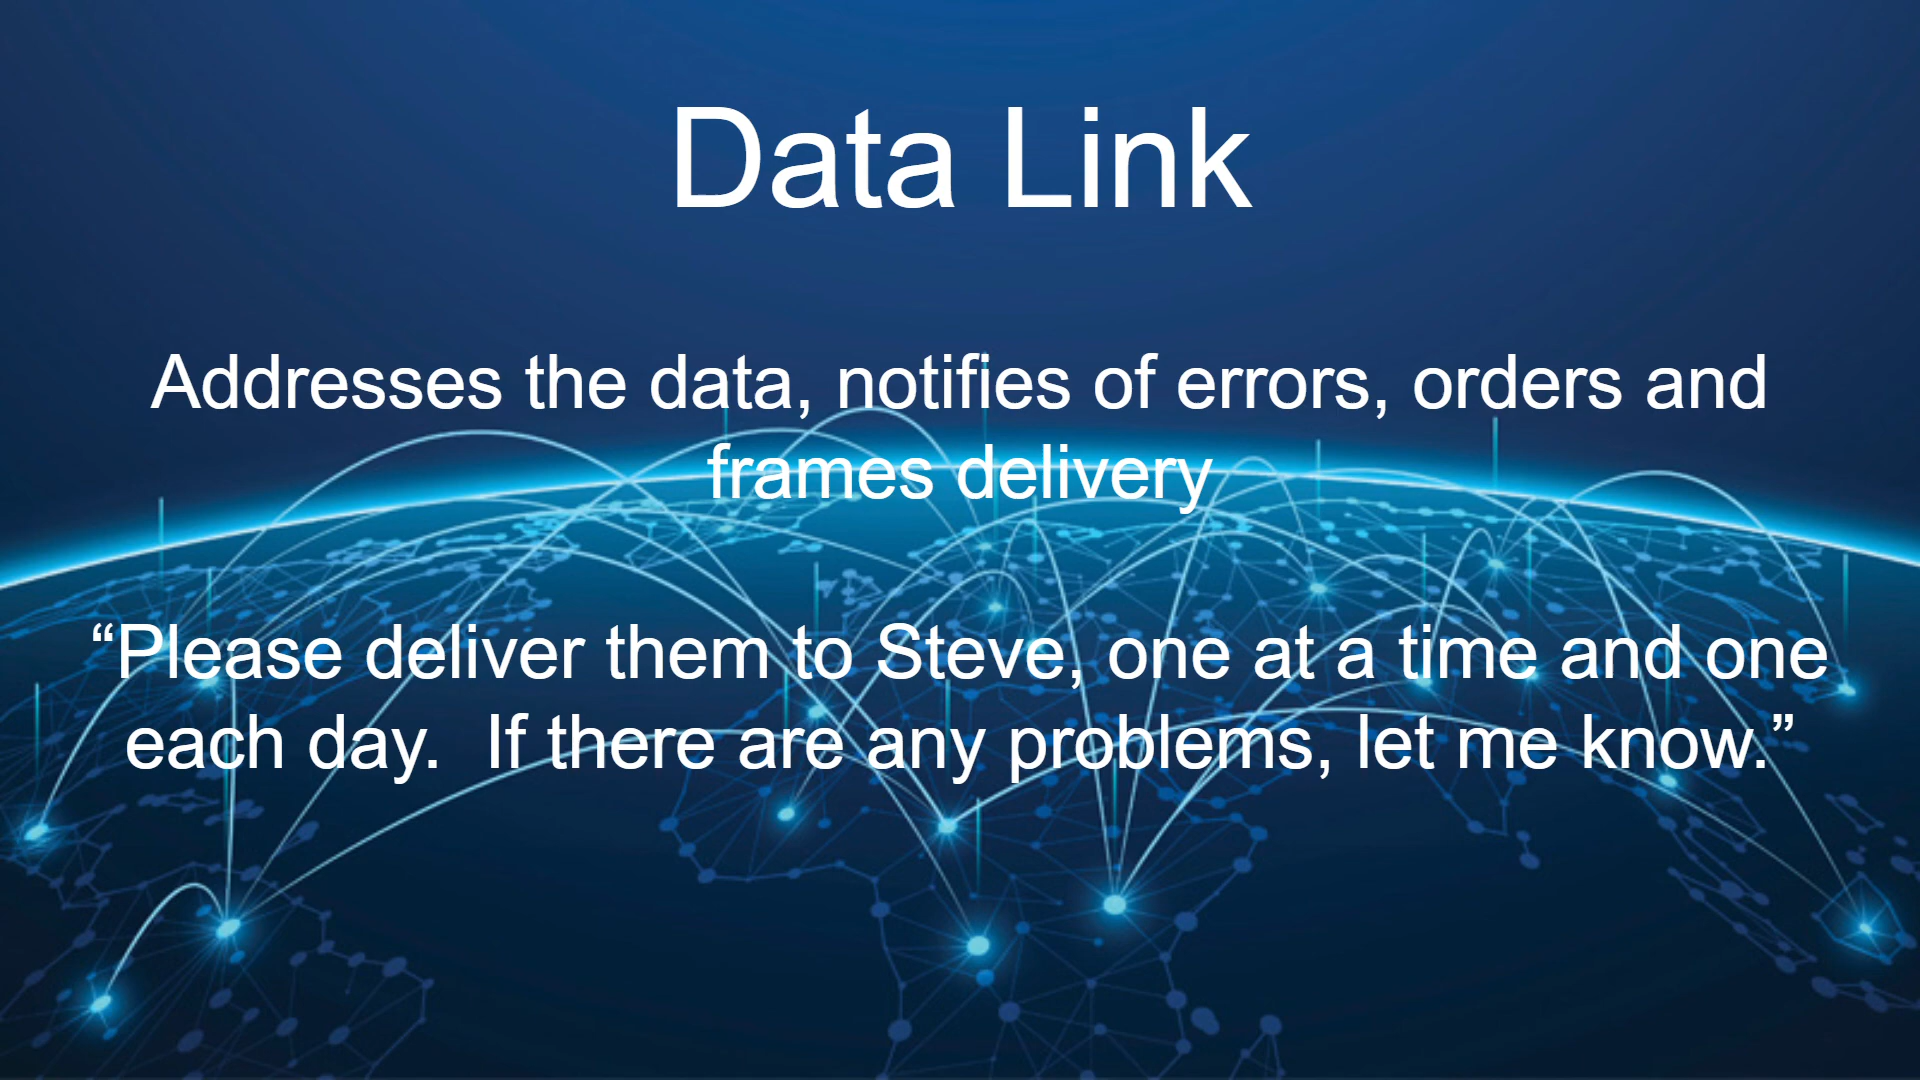 Data Link
Addresses the data, notifies of errors, orders and
frames delivery
“Please deliver them to Steve, one at a time and one
each day.  If there are any problems, let me know.”